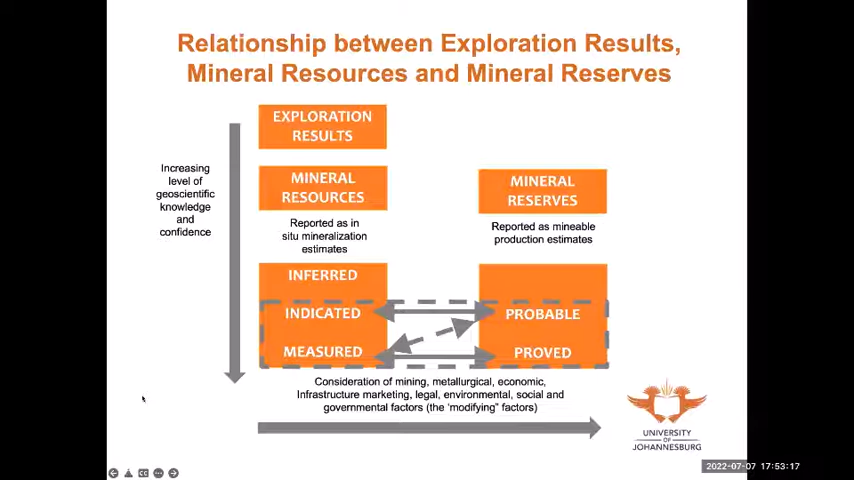 Relationship between Exploration Results,
Mineral Resources and Mineral Reserves
EXPLORATION
RESULTS
Increasing
level of
geoscientific
knowledge
and
confidence
MINERAL
RESOURCES
MINERAL
RESERVES
Reported as in
situ mineralization
estimates
Reported as mineable
production estimates
INFERRED
INDICATED
PROBABLE
MEASURED
PROVED
Consideration of mining, metallurgical, economic,
Infrastructure marketing, legal, environmental, social and
governmental factors (the ‘modifying” factors)
UNIVERSITY
OF
JOHANNESBURG
CC
2022-07-07 17:53:17